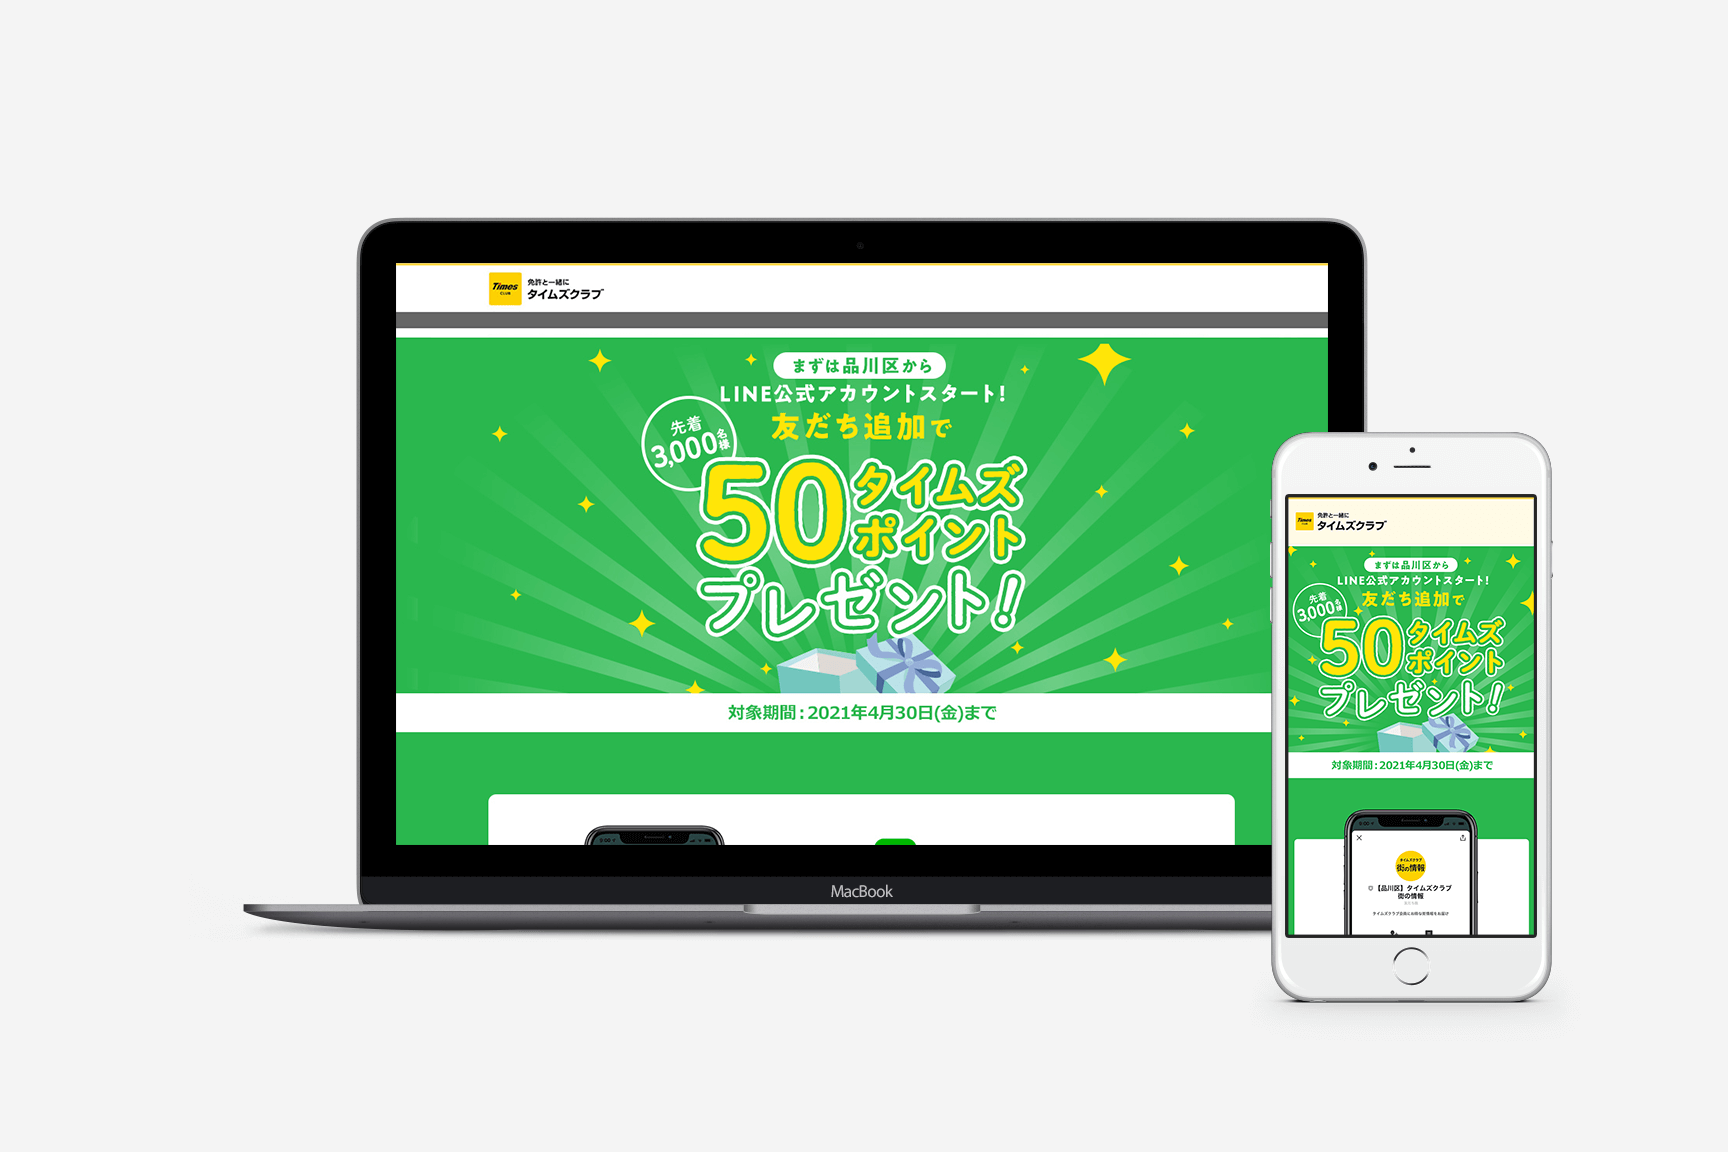 Times
CLUB
免許と一緒に
タイムズクラブ
まずは品川区から
LINE公式アカウントスタート!
先着
3,000名様
友だち追加で
50タイムズ
ポイント
プレゼント!
対象期間:2021年4月30日(金)まで
MacBook
Times
CLUB
免許と一緒に
タイムズクラブ
まずは品川区から
LINE公式アカウントスタート!
先着
3,000名様
友だち追加で
50タイムズ
ポイント
プレゼント!
対象期間:2021年4月30日(金)まで
タイムズクラブ
街の情報
【品川区】タイムズクラブ
街の情報